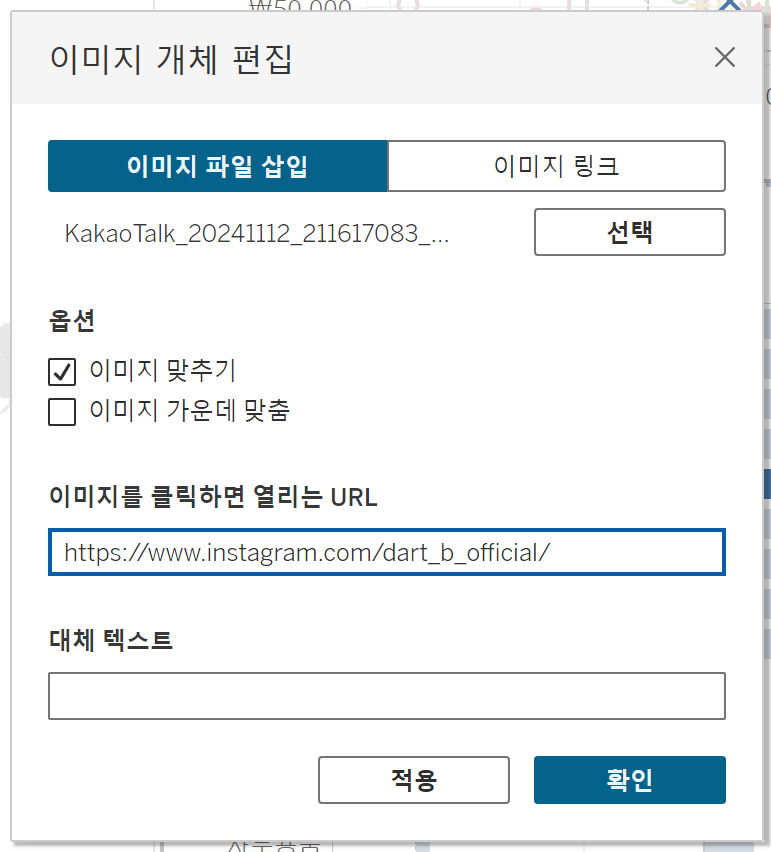 ₩50,000
이미지 개체 편집
이미지 파일 삽입
이미지 링크
KakaoTalk_20241112_211617083_...
선택
옵션
이미지 맞추기
이미지 가운데 맞춤
이미지를 클릭하면 열리는 URL
https://www.instagram.com/dart_b_official/
대체 텍스트
적용
확인